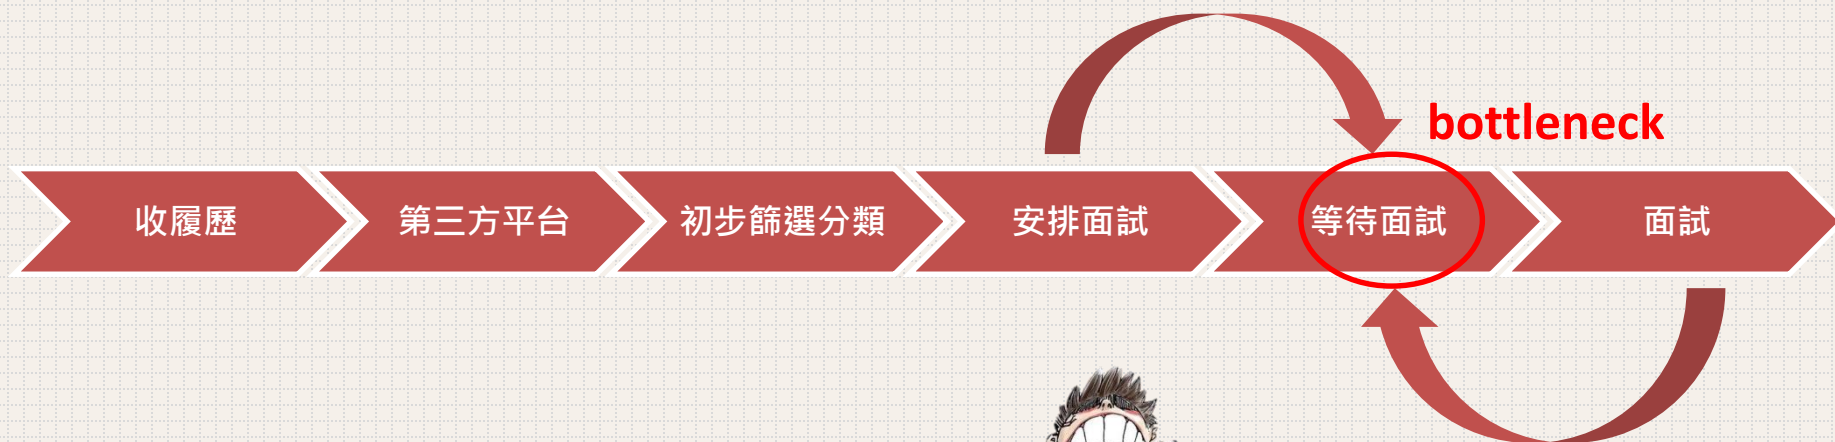 bottleneck
收履歷
第三方平台
初步篩選分類
安排面試
等待面試
面試